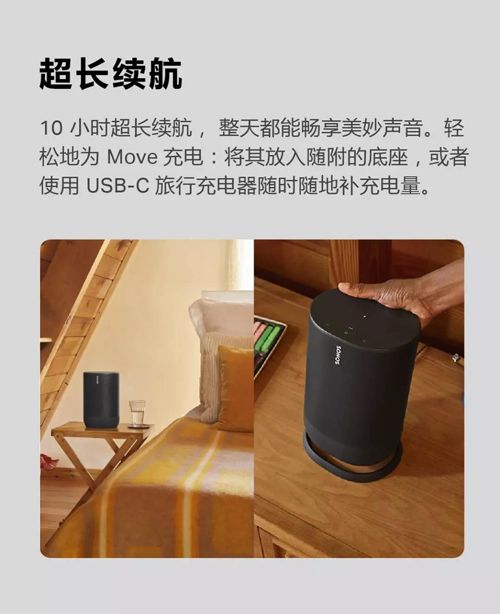 超长续航
10 小时超长续航，整天都能畅享美妙声音。轻
松地为 Move 充电：将其放入随附的底座，或者
使用 USB-C 旅行充电器随时随地补充电量。
SONOS